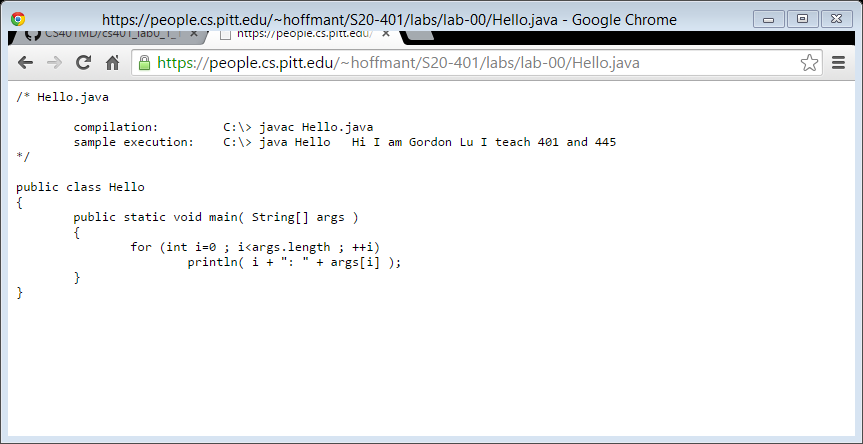 https://people.cs.pitt.edu/~hoffmant/S20-401/labs/lab-00/Hello.java - Google Chrome
https://people.cs.pitt.edu/
https://people.cs.pitt.edu/~hoffmant/S20-401/labs/lab-00/Hello.java
/* Hello.java
compilation: C:\> javac Hello.java
sample execution: C:\> java Hello Hi I am Gordon Lu I teach 401 and 445
*/
public class Hello
{
public static void main( String[] args )
{
for (int i=0 ; i<args.length ; ++i)
println( i + ": " + args[i] );
}
}